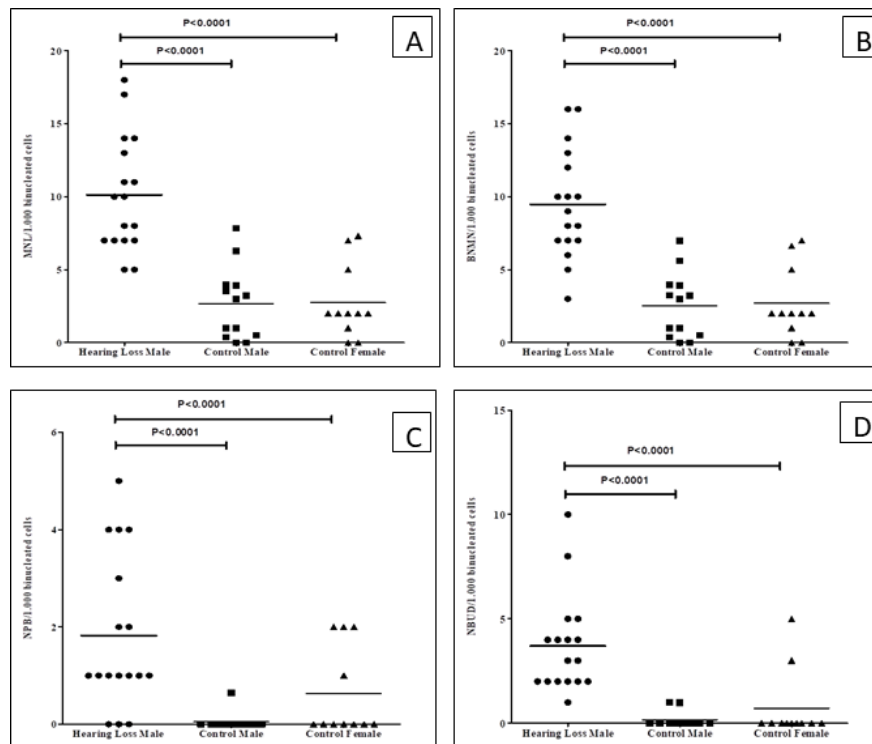 A
P<0.0001
P<0.0001
20
15
10
5
0
MNL/1.000 binucleated cells
Hearing Loss Male
Control Male
Control Female
B
P<0.0001
P<0.0001
20
15
10
5
0
BNMN/1.000 binucleated cells
Hearing Loss Male
Control Male
Control Female
C
P<0.0001
P<0.0001
6
4
2
0
NPB/1.000 binucleated cells
Hearing Loss Male
Control Male
Control Female
D
P<0.0001
P<0.0001
15
10
5
0
NBUD/1.000 binucleated cells
Hearing Loss Male
Control Male
Control Female